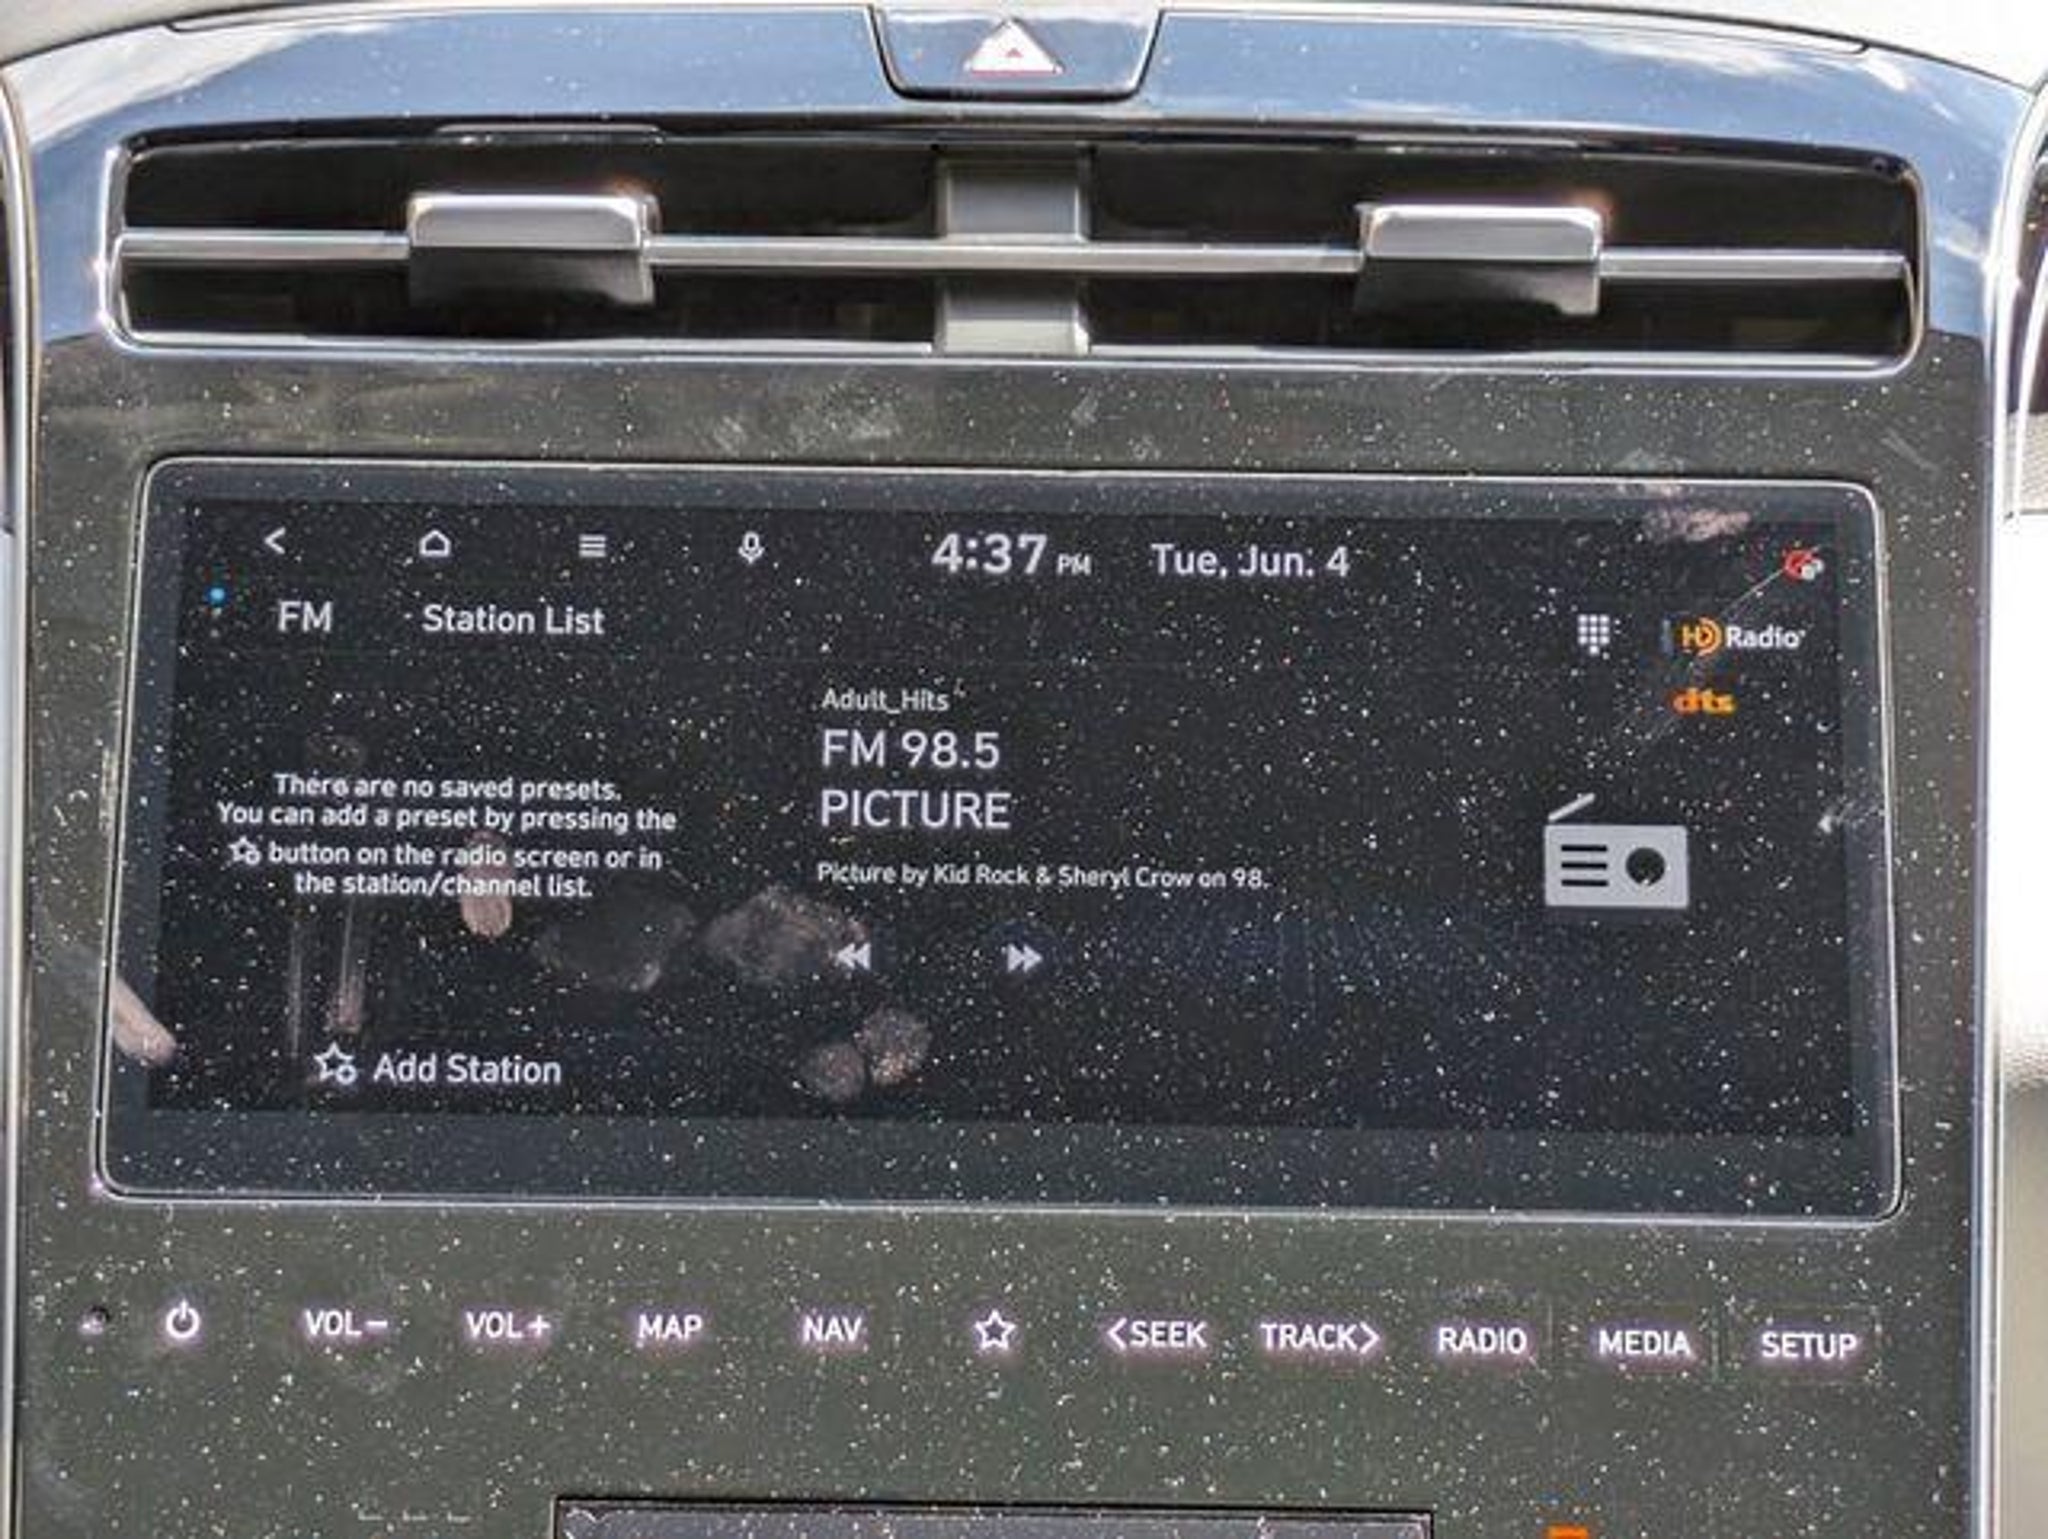 4:37 PM Tue, Jun. 4
FM Station List
HD Radio
dts
Adult_Hits
FM 98.5
PICTURE
Picture by Kid Rock & Sheryl Crow on 98.
There are no saved presets.
You can add a preset by pressing the
button on the radio screen or in
the station/channel list.
Add Station
VOL− VOL+ MAP NAV <SEEK TRACK> RADIO MEDIA SETUP